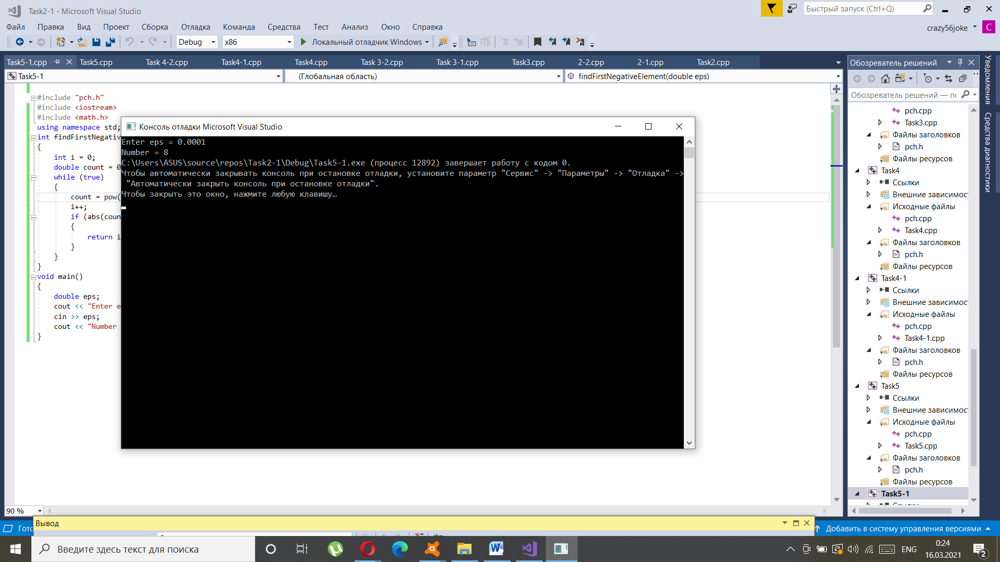 Task2-1 - Microsoft Visual Studio
Быстрый запуск (Ctrl+Q)
Файл Правка Вид Проект Сборка Отладка Команда Средства Тест Анализ Окно Справка
crazy56joke C
Debug x86 Локальный отладчик Windows
Task5-1.cpp Task5.cpp Task 4-2.cpp Task4-1.cpp Task4.cpp Task 3-2.cpp Task 3-1.cpp Task3.cpp 2-2.cpp 2-1.cpp Task2.cpp
Task5-1 (Глобальная область) findFirstNegativeElement(double eps)
#include "pch.h"
#include <iostream>
#include <math.h>
using namespace std;
int findFirstNegativ
{
int i = 0;
double count = 0
while (true)
{
count = pow(
i++;
if (abs(coun
{
return i
}
}
}
void main()
{
double eps;
cout << "Enter e
cin >> eps;
cout << "Number
}
Консоль отладки Microsoft Visual Studio
Enter eps = 0.0001
Number = 8
C:\Users\ASUS\source\repos\Task2-1\Debug\Task5-1.exe (процесс 12892) завершает работу с кодом 0.
Чтобы автоматически закрывать консоль при остановке отладки, установите параметр "Сервис" -> "Параметры" -> "Отладка" ->
"Автоматически закрыть консоль при остановке отладки".
Чтобы закрыть это окно, нажмите любую клавишу…
Обозреватель решений
Обозреватель решений — по
pch.cpp
Task3.cpp
Файлы заголовков
pch.h
Файлы ресурсов
Task4
Ссылки
Внешние зависимост
Исходные файлы
pch.cpp
Task4.cpp
Файлы заголовков
pch.h
Файлы ресурсов
Task4-1
Ссылки
Внешние зависимост
Исходные файлы
pch.cpp
Task4-1.cpp
Файлы заголовков
pch.h
Файлы ресурсов
Task5
Ссылки
Внешние зависимост
Исходные файлы
pch.cpp
Task5.cpp
Файлы заголовков
pch.h
Файлы ресурсов
Task5-1
Ссылки
Уведомления
Средства диагностики
90 %
Вывод
Гото
Добавить в систему управления версиями
Введите здесь текст для поиска
ENG
0:24
16.03.2021
2